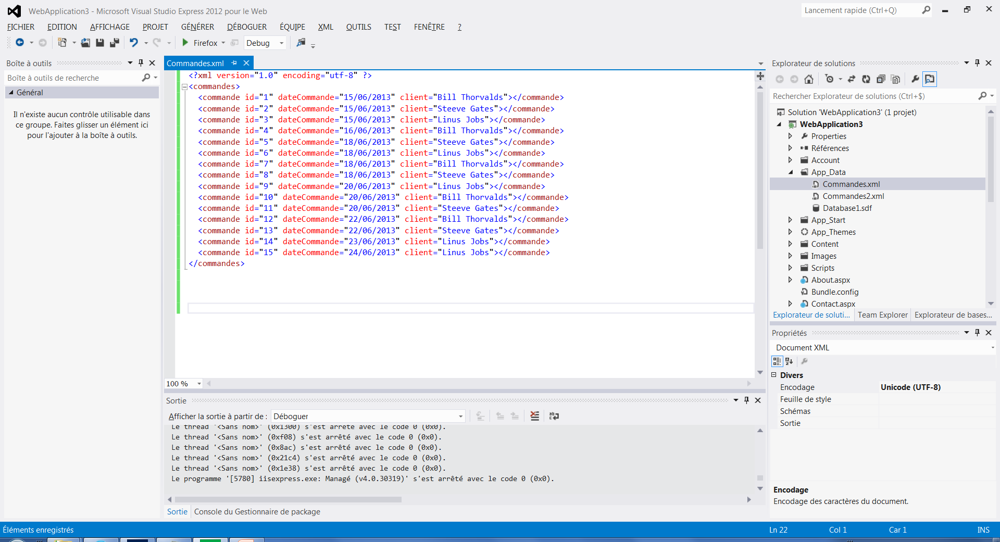 WebApplication3 - Microsoft Visual Studio Express 2012 pour le Web
Lancement rapide (Ctrl+Q)
FICHIER EDITION AFFICHAGE PROJET GÉNÉRER DÉBOGUER ÉQUIPE XML OUTILS TEST FENÊTRE ?
Firefox Debug
Boîte à outils
Boîte à outils de recherche
Général
Il n'existe aucun contrôle utilisable dans
ce groupe. Faites glisser un élément ici
pour l'ajouter à la boîte à outils.
Commandes.xml
<?xml version="1.0" encoding="utf-8" ?>
<commandes>
<commande id="1" dateCommande="15/06/2013" client="Bill Thorvalds"></commande>
<commande id="2" dateCommande="15/06/2013" client="Steeve Gates"></commande>
<commande id="3" dateCommande="15/06/2013" client="Linus Jobs"></commande>
<commande id="4" dateCommande="16/06/2013" client="Bill Thorvalds"></commande>
<commande id="5" dateCommande="18/06/2013" client="Steeve Gates"></commande>
<commande id="6" dateCommande="18/06/2013" client="Linus Jobs"></commande>
<commande id="7" dateCommande="18/06/2013" client="Bill Thorvalds"></commande>
<commande id="8" dateCommande="18/06/2013" client="Steeve Gates"></commande>
<commande id="9" dateCommande="20/06/2013" client="Linus Jobs"></commande>
<commande id="10" dateCommande="20/06/2013" client="Bill Thorvalds"></commande>
<commande id="11" dateCommande="20/06/2013" client="Steeve Gates"></commande>
<commande id="12" dateCommande="22/06/2013" client="Bill Thorvalds"></commande>
<commande id="13" dateCommande="22/06/2013" client="Steeve Gates"></commande>
<commande id="14" dateCommande="23/06/2013" client="Linus Jobs"></commande>
<commande id="15" dateCommande="24/06/2013" client="Linus Jobs"></commande>
</commandes>
100 %
Sortie
Afficher la sortie à partir de : Déboguer
Le thread '<Sans nom>' (0x1300) s'est arrêté avec le code 0 (0x0).
Le thread '<Sans nom>' (0xf08) s'est arrêté avec le code 0 (0x0).
Le thread '<Sans nom>' (0x8ac) s'est arrêté avec le code 0 (0x0).
Le thread '<Sans nom>' (0x21c4) s'est arrêté avec le code 0 (0x0).
Le thread '<Sans nom>' (0x1e38) s'est arrêté avec le code 0 (0x0).
Le programme '[5780] iisexpress.exe: Managé (v4.0.30319)' s'est arrêté avec le code 0 (0x0).
Sortie Console du Gestionnaire de package
Explorateur de solutions
Rechercher Explorateur de solutions (Ctrl+$)
Solution 'WebApplication3' (1 projet)
WebApplication3
Properties
Références
Account
App_Data
Commandes.xml
Commandes2.xml
Database1.sdf
App_Start
App_Themes
Content
Images
Scripts
About.aspx
Bundle.config
Contact.aspx
Explorateur de soluti... Team Explorer Explorateur de bases...
Propriétés
Document XML
Divers
Encodage Unicode (UTF-8)
Feuille de style
Schémas
Sortie
Encodage
Encodage des caractères du document.
Éléments enregistrés Ln 22 Col 1 Car 1 INS